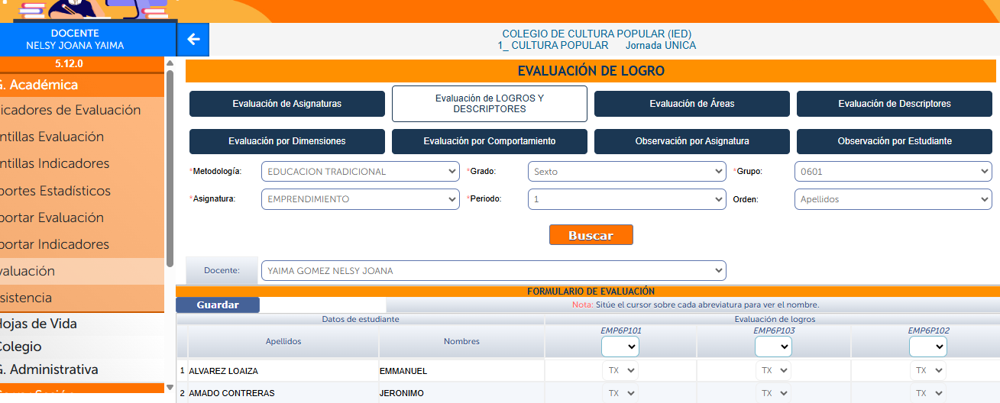 DOCENTE
NELSY JOANA YAIMA
COLEGIO DE CULTURA POPULAR (IED)
1_ CULTURA POPULAR Jornada UNICA
5.12.0
G. Académica
icadores de Evaluación
ntillas Evaluación
ntillas Indicadores
portes Estadísticos
portar Evaluación
portar Indicadores
valuación
sistencia
Hojas de Vida
Colegio
G. Administrativa
EVALUACIÓN DE LOGRO
Evaluación de Asignaturas
Evaluación de LOGROS Y
DESCRIPTORES
Evaluación de Áreas
Evaluación de Descriptores
Evaluación por Dimensiones
Evaluación por Comportamiento
Observación por Asignatura
Observación por Estudiante
*Metodología: EDUCACION TRADICIONAL *Grado: Sexto *Grupo: 0601
*Asignatura: EMPRENDIMIENTO *Periodo: 1 Orden: Apellidos
Buscar
Docente: YAIMA GOMEZ NELSY JOANA
FORMULARIO DE EVALUACIÓN
Guardar Nota: Sitúe el cursor sobre cada abreviatura para ver el nombre.
Datos de estudiante Evaluación de logros
Apellidos Nombres EMP6P101 EMP6P103 EMP6P102
1 ALVAREZ LOAIZA EMMANUEL TX TX TX
2 AMADO CONTRERAS JERONIMO TX TX TX